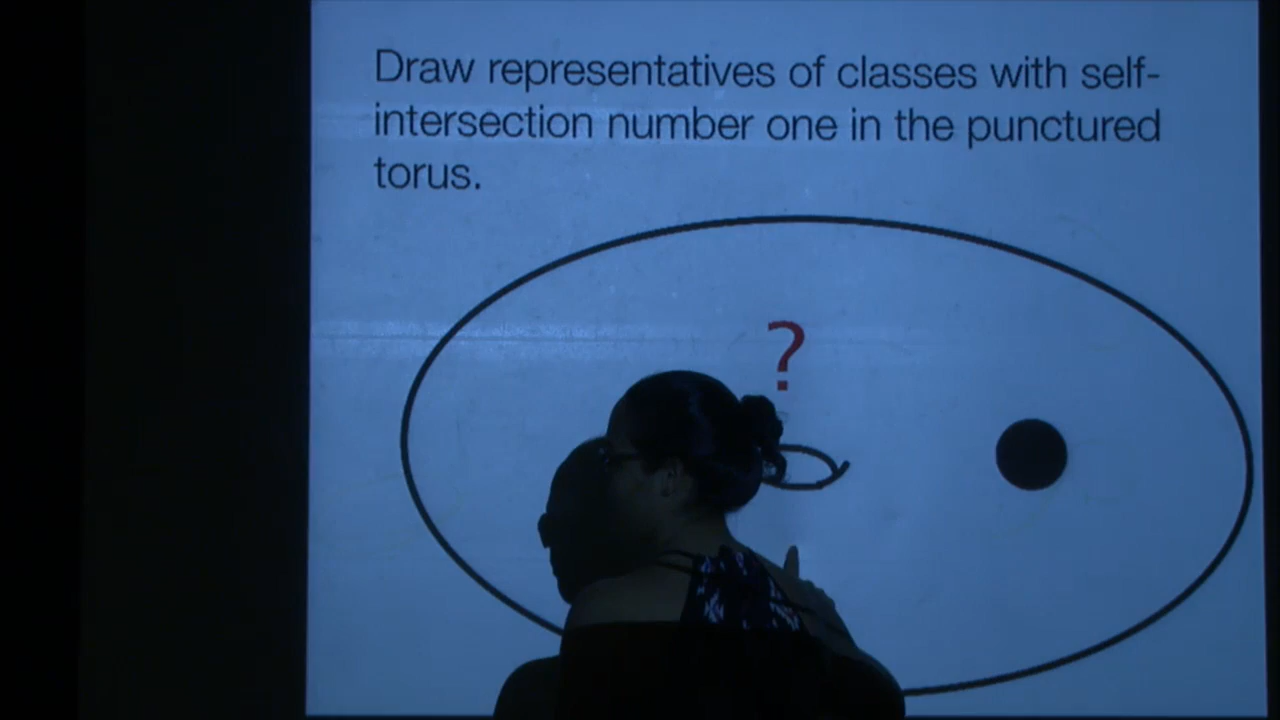 Draw representatives of classes with self-
intersection number one in the punctured
torus.
?